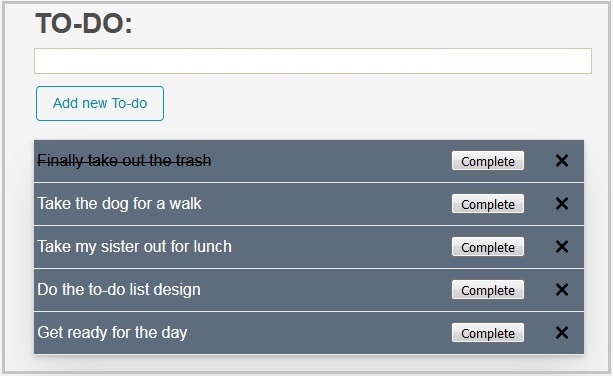 TO-DO:
Add new To-do
Finally take out the trash Complete ✕
Take the dog for a walk Complete ✕
Take my sister out for lunch Complete ✕
Do the to-do list design Complete ✕
Get ready for the day Complete ✕